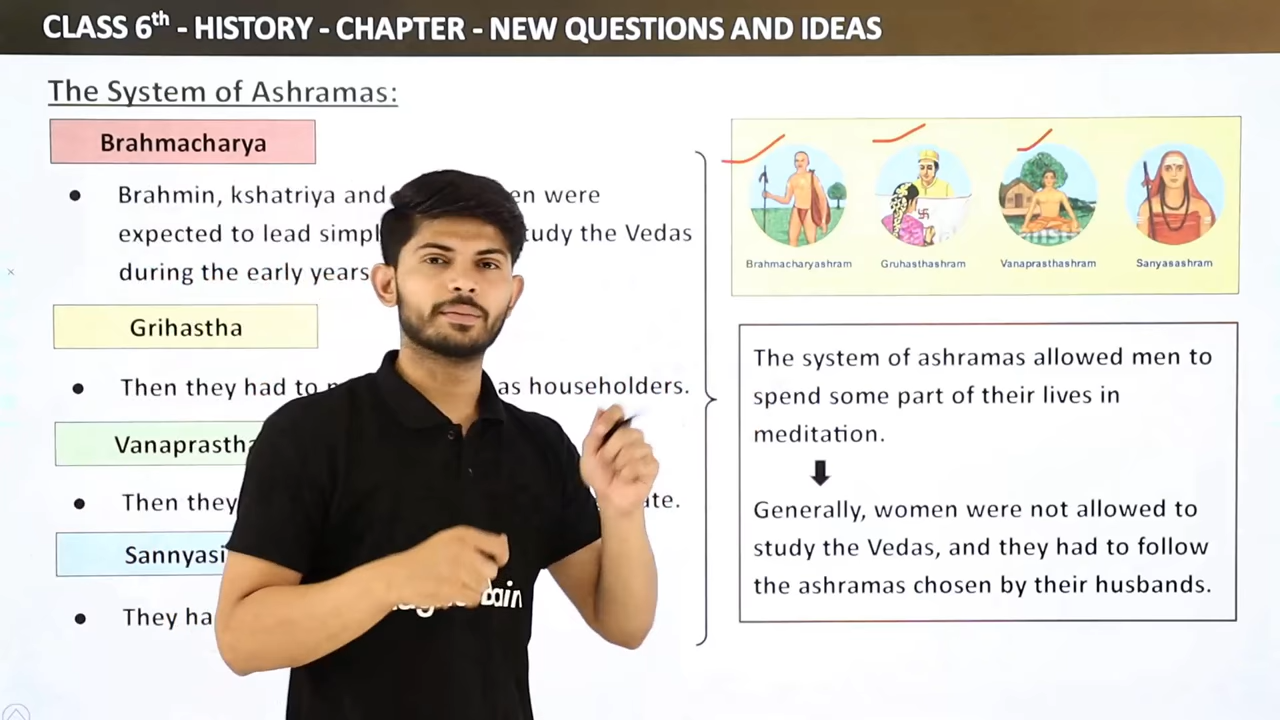 CLASS 6th - HISTORY - CHAPTER - NEW QUESTIONS AND IDEAS
The System of Ashramas:
Brahmacharya
Brahmin, kshatriya and en were
expected to lead simpl tudy the Vedas
during the early years
Grihastha
Then they had to as householders.
Vanaprastha
Then they ate.
Sannyasi
They ha
Brahmacharyashram
Gruhasthashram
Vanaprasthashram
Sanyasashram
The system of ashramas allowed men to
spend some part of their lives in
meditation.
Generally, women were not allowed to
study the Vedas, and they had to follow
the ashramas chosen by their husbands.